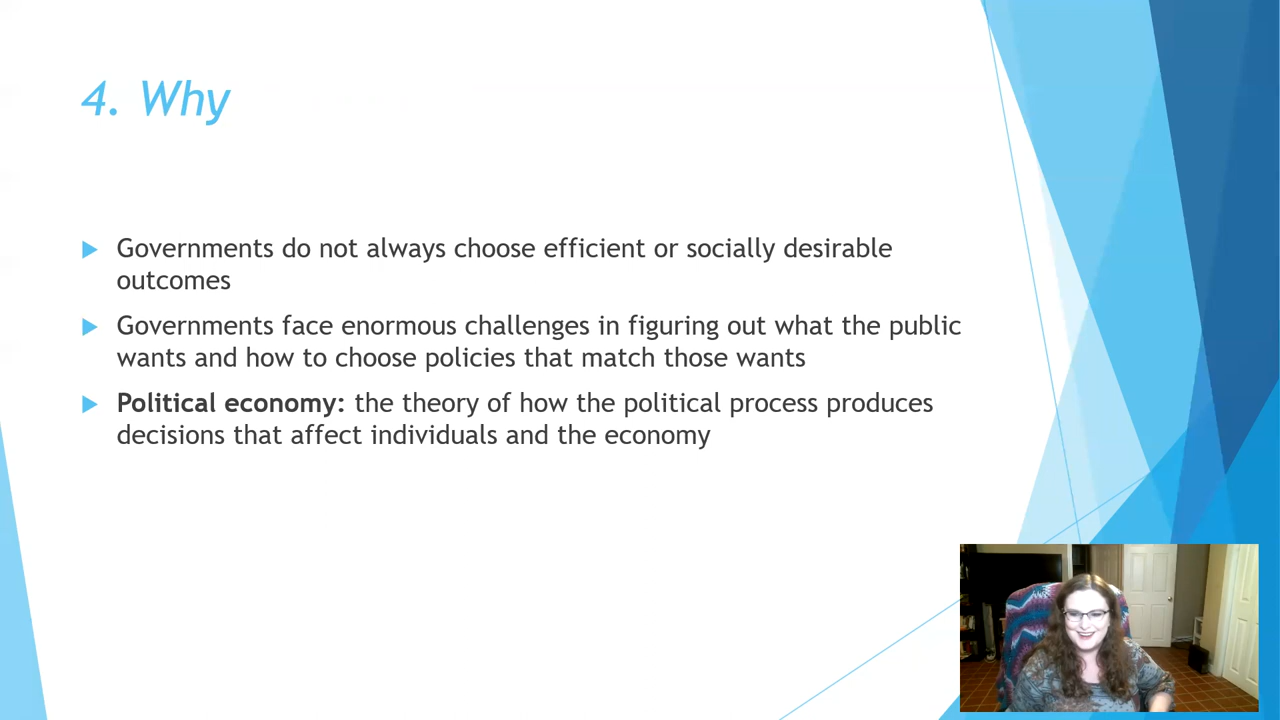 4. Why
Governments do not always choose efficient or socially desirable
outcomes
Governments face enormous challenges in figuring out what the public
wants and how to choose policies that match those wants
Political economy: the theory of how the political process produces
decisions that affect individuals and the economy